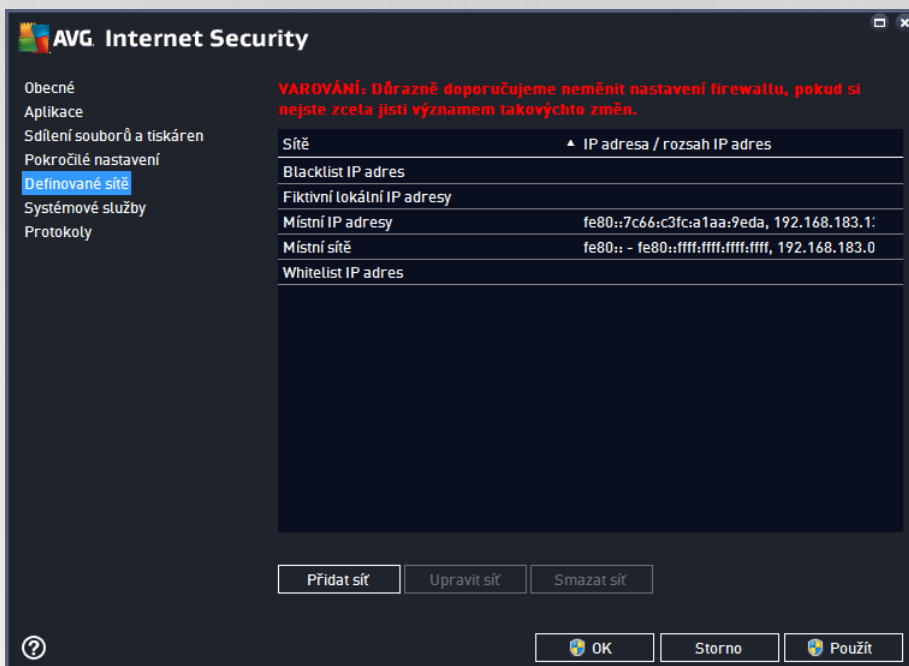 AVG. Internet Security
Obecné
Aplikace
Sdílení souborů a tiskáren
Pokročilé nastavení
Definované sítě
Systémové služby
Protokoly
VAROVÁNÍ: Důrazně doporučujeme neměnit nastavení firewallu, pokud si
nejste zcela jisti významem takovýchto změn.
Sítě IP adresa / rozsah IP adres
Blacklist IP adres
Fiktivní lokální IP adresy
Místní IP adresy fe80::7c66:c3fc:a1aa:9eda, 192.168.183.1
Místní sítě fe80:: - fe80::ffff:ffff:ffff:ffff, 192.168.183.0
Whitelist IP adres
Přidat síť Upravit síť Smazat síť
OK Storno Použít